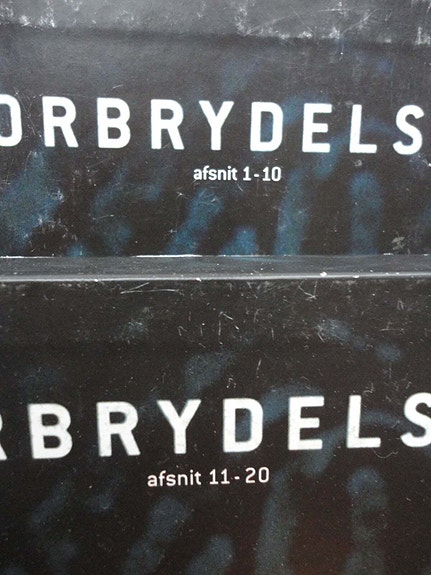 ORBRYDELS
afsnit 1-10
RBRYDELS
afsnit 11-20